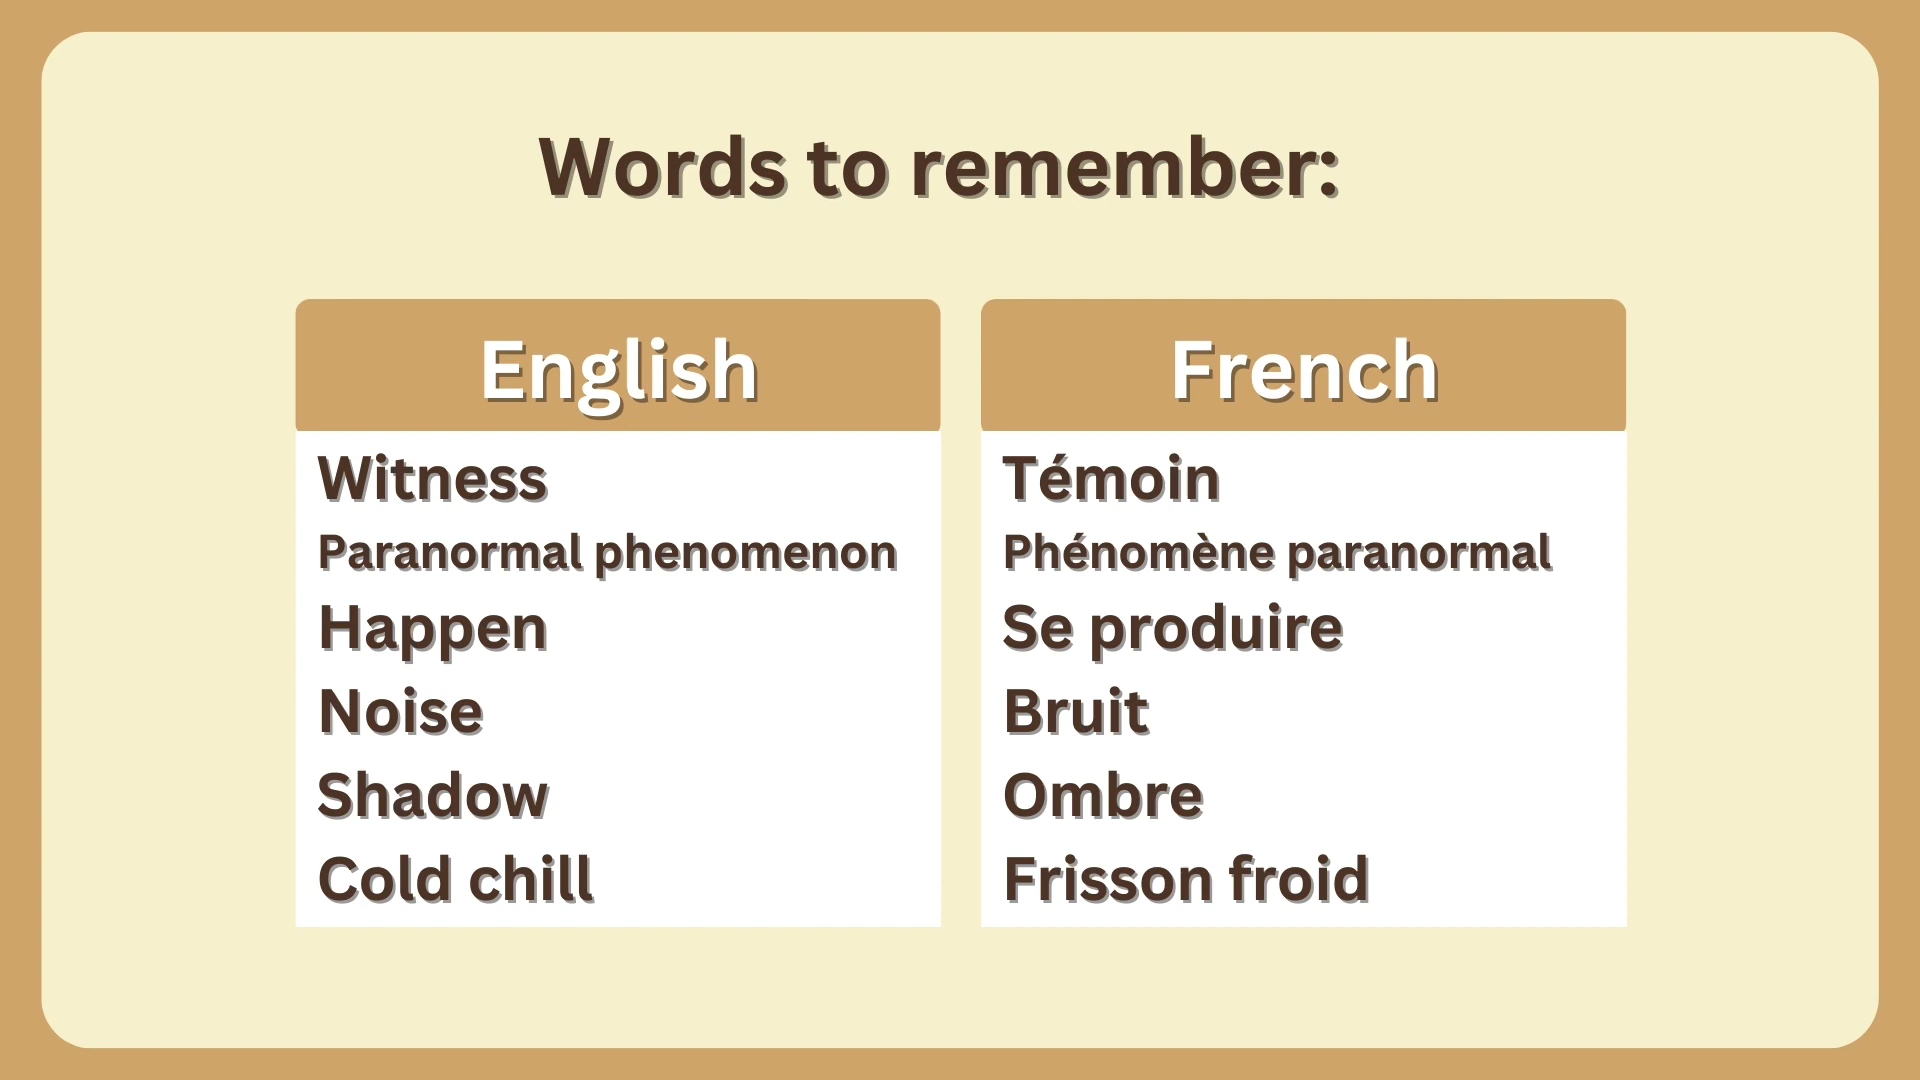 Words to remember:
English
Witness
Paranormal phenomenon
Happen
Noise
Shadow
Cold chill
French
Témoin
Phénomène paranormal
Se produire
Bruit
Ombre
Frisson froid